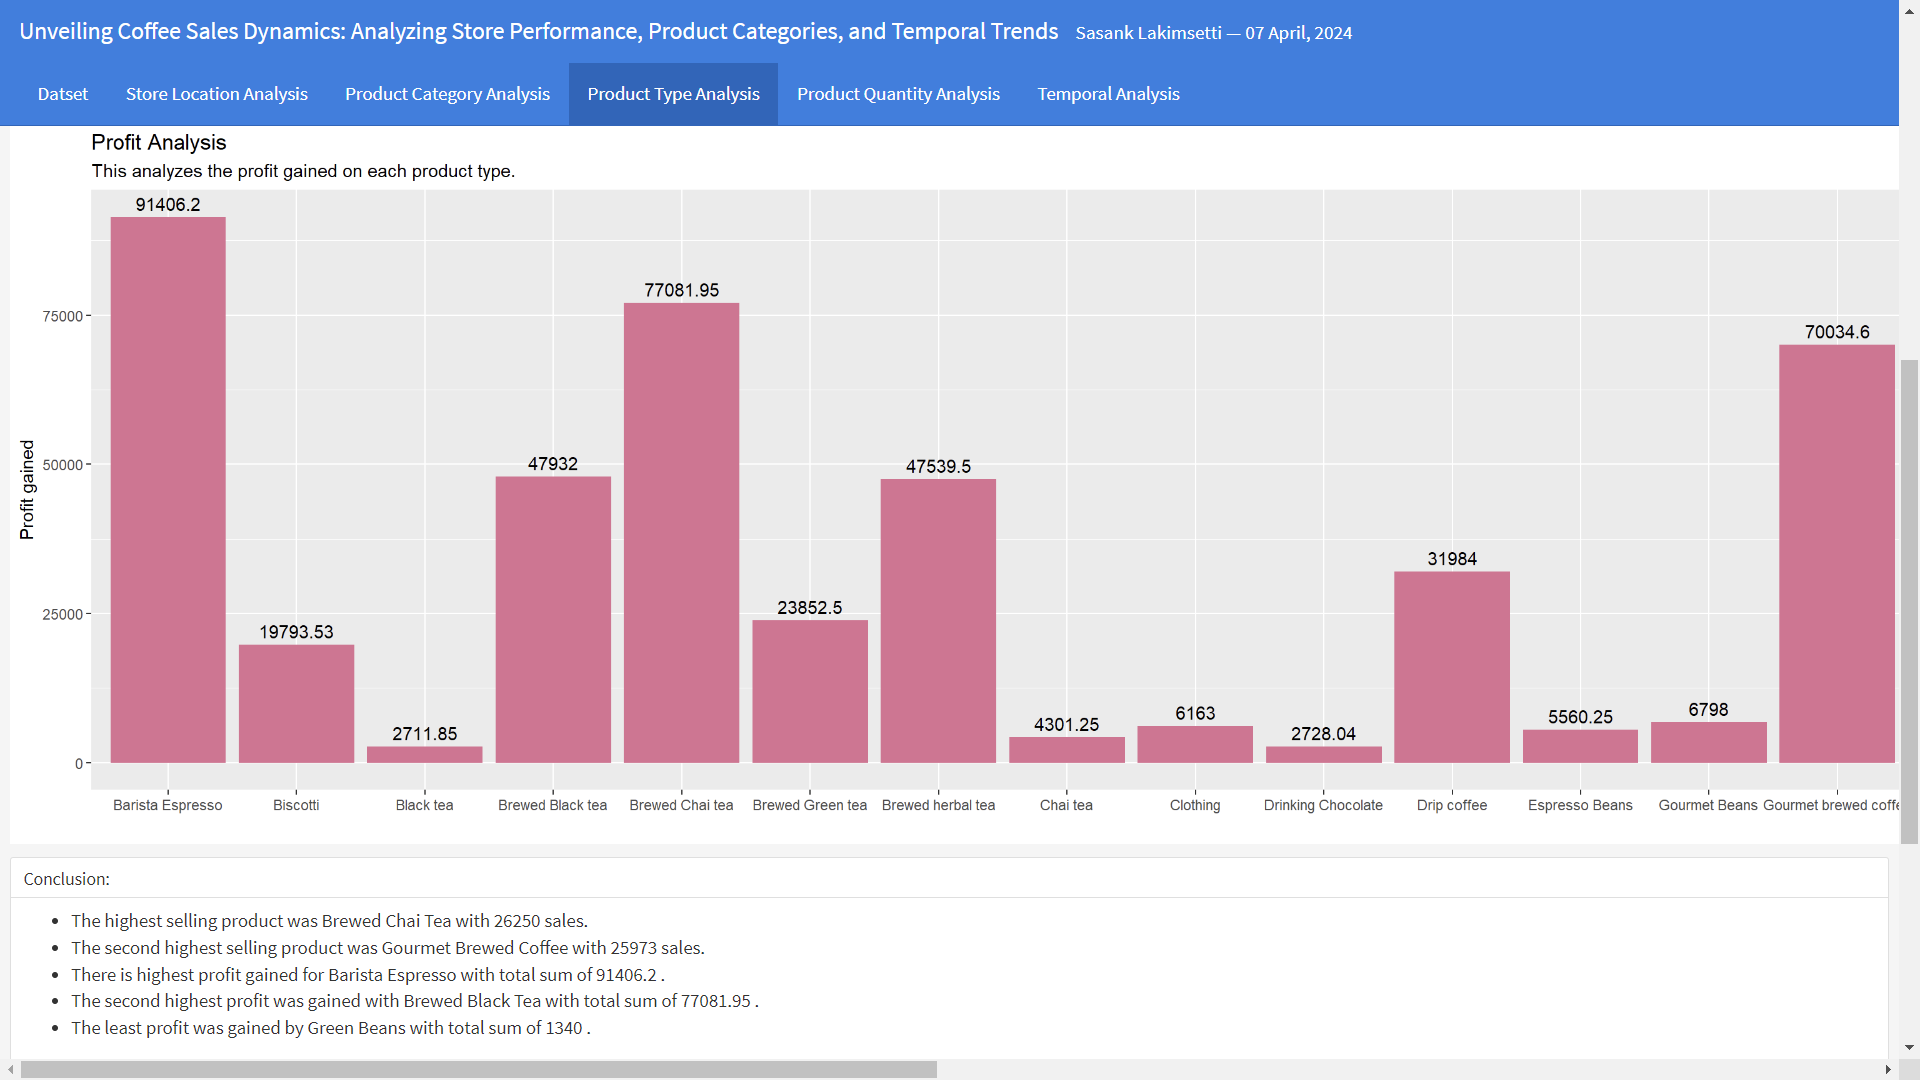 Unveiling Coffee Sales Dynamics: Analyzing Store Performance, Product Categories, and Temporal Trends Sasank Lakimsetti — 07 April, 2024
Datset Store Location Analysis Product Category Analysis Product Type Analysis Product Quantity Analysis Temporal Analysis
Profit Analysis
This analyzes the profit gained on each product type.
91406.2
77081.95
70034.6
75000
47932
47539.5
50000
Profit gained
31984
23852.5
25000
19793.53
2711.85
4301.25
6163
2728.04
5560.25
6798
0
Barista Espresso Biscotti Black tea Brewed Black tea Brewed Chai tea Brewed Green tea Brewed herbal tea Chai tea Clothing Drinking Chocolate Drip coffee Espresso Beans Gourmet Beans Gourmet brewed coffe
Conclusion:
• The highest selling product was Brewed Chai Tea with 26250 sales.
• The second highest selling product was Gourmet Brewed Coffee with 25973 sales.
• There is highest profit gained for Barista Espresso with total sum of 91406.2 .
• The second highest profit was gained with Brewed Black Tea with total sum of 77081.95 .
• The least profit was gained by Green Beans with total sum of 1340 .